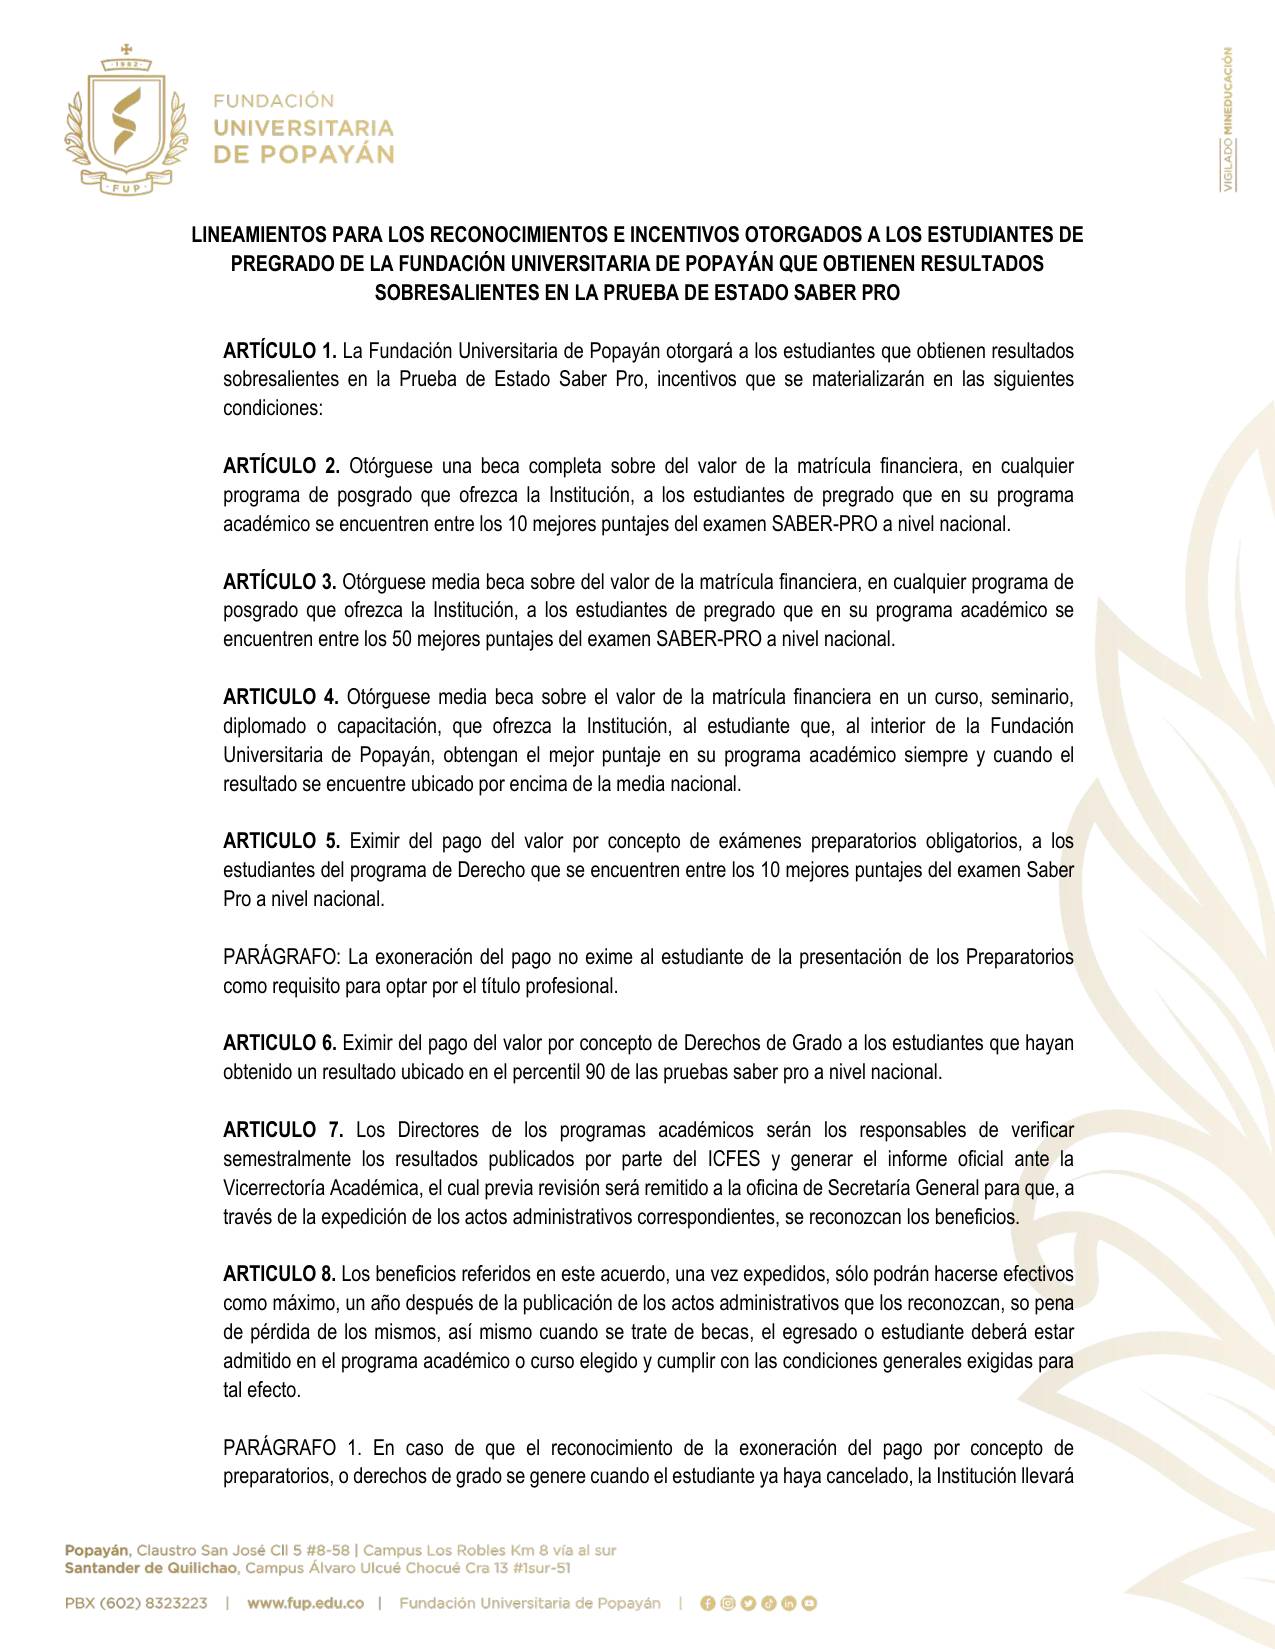 1982
FUP
FUNDACIÓN
UNIVERSITARIA
DE POPAYÁN
VIGILADO MINEDUCACIÓN
LINEAMIENTOS PARA LOS RECONOCIMIENTOS E INCENTIVOS OTORGADOS A LOS ESTUDIANTES DE
PREGRADO DE LA FUNDACIÓN UNIVERSITARIA DE POPAYÁN QUE OBTIENEN RESULTADOS
SOBRESALIENTES EN LA PRUEBA DE ESTADO SABER PRO
ARTÍCULO 1. La Fundación Universitaria de Popayán otorgará a los estudiantes que obtienen resultados
sobresalientes en la Prueba de Estado Saber Pro, incentivos que se materializarán en las siguientes
condiciones:
ARTÍCULO 2. Otórguese una beca completa sobre del valor de la matrícula financiera, en cualquier
programa de posgrado que ofrezca la Institución, a los estudiantes de pregrado que en su programa
académico se encuentren entre los 10 mejores puntajes del examen SABER-PRO a nivel nacional.
ARTÍCULO 3. Otórguese media beca sobre del valor de la matrícula financiera, en cualquier programa de
posgrado que ofrezca la Institución, a los estudiantes de pregrado que en su programa académico se
encuentren entre los 50 mejores puntajes del examen SABER-PRO a nivel nacional.
ARTICULO 4. Otórguese media beca sobre el valor de la matrícula financiera en un curso, seminario,
diplomado o capacitación, que ofrezca la Institución, al estudiante que, al interior de la Fundación
Universitaria de Popayán, obtengan el mejor puntaje en su programa académico siempre y cuando el
resultado se encuentre ubicado por encima de la media nacional.
ARTICULO 5. Eximir del pago del valor por concepto de exámenes preparatorios obligatorios, a los
estudiantes del programa de Derecho que se encuentren entre los 10 mejores puntajes del examen Saber
Pro a nivel nacional.
PARÁGRAFO: La exoneración del pago no exime al estudiante de la presentación de los Preparatorios
como requisito para optar por el título profesional.
ARTICULO 6. Eximir del pago del valor por concepto de Derechos de Grado a los estudiantes que hayan
obtenido un resultado ubicado en el percentil 90 de las pruebas saber pro a nivel nacional.
ARTICULO 7. Los Directores de los programas académicos serán los responsables de verificar
semestralmente los resultados publicados por parte del ICFES y generar el informe oficial ante la
Vicerrectoría Académica, el cual previa revisión será remitido a la oficina de Secretaría General para que, a
través de la expedición de los actos administrativos correspondientes, se reconozcan los beneficios.
ARTICULO 8. Los beneficios referidos en este acuerdo, una vez expedidos, sólo podrán hacerse efectivos
como máximo, un año después de la publicación de los actos administrativos que los reconozcan, so pena
de pérdida de los mismos, así mismo cuando se trate de becas, el egresado o estudiante deberá estar
admitido en el programa académico o curso elegido y cumplir con las condiciones generales exigidas para
tal efecto.
PARÁGRAFO 1. En caso de que el reconocimiento de la exoneración del pago por concepto de
preparatorios, o derechos de grado se genere cuando el estudiante ya haya cancelado, la Institución llevará
Popayán, Claustro San José Cll 5 #8-58 | Campus Los Robles Km 8 vía al sur
Santander de Quilichao, Campus Álvaro Ulcué Chocué Cra 13 #1sur-51
PBX (602) 8323223 | www.fup.edu.co | Fundación Universitaria de Popayán |